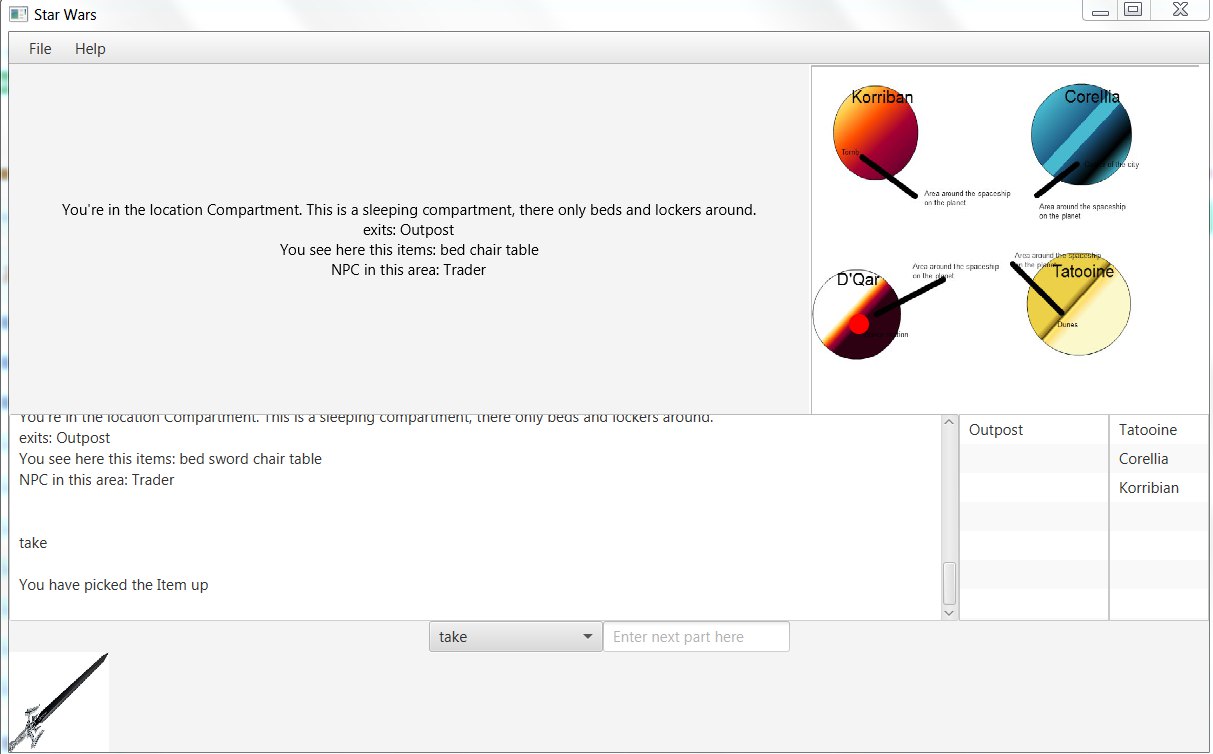 Star Wars
File Help
Korriban
Corellia
Tomb
of the city
Area around the spaceship
on the planet
Area around the spaceship
on the planet
You're in the location Compartment. This is a sleeping compartment, there only beds and lockers around.
exits: Outpost
You see here this items: bed chair table
NPC in this area: Trader
Area around the spaceship
on the planet
Area around the spaceship
on the planet
D'Qar
Tatooine
Dunes
You're in the location Compartment. This is a sleeping compartment, there only beds and lockers around.
exits: Outpost
You see here this items: bed sword chair table
NPC in this area: Trader
take
You have picked the Item up
Outpost
Tatooine
Corellia
Korribian
take
Enter next part here